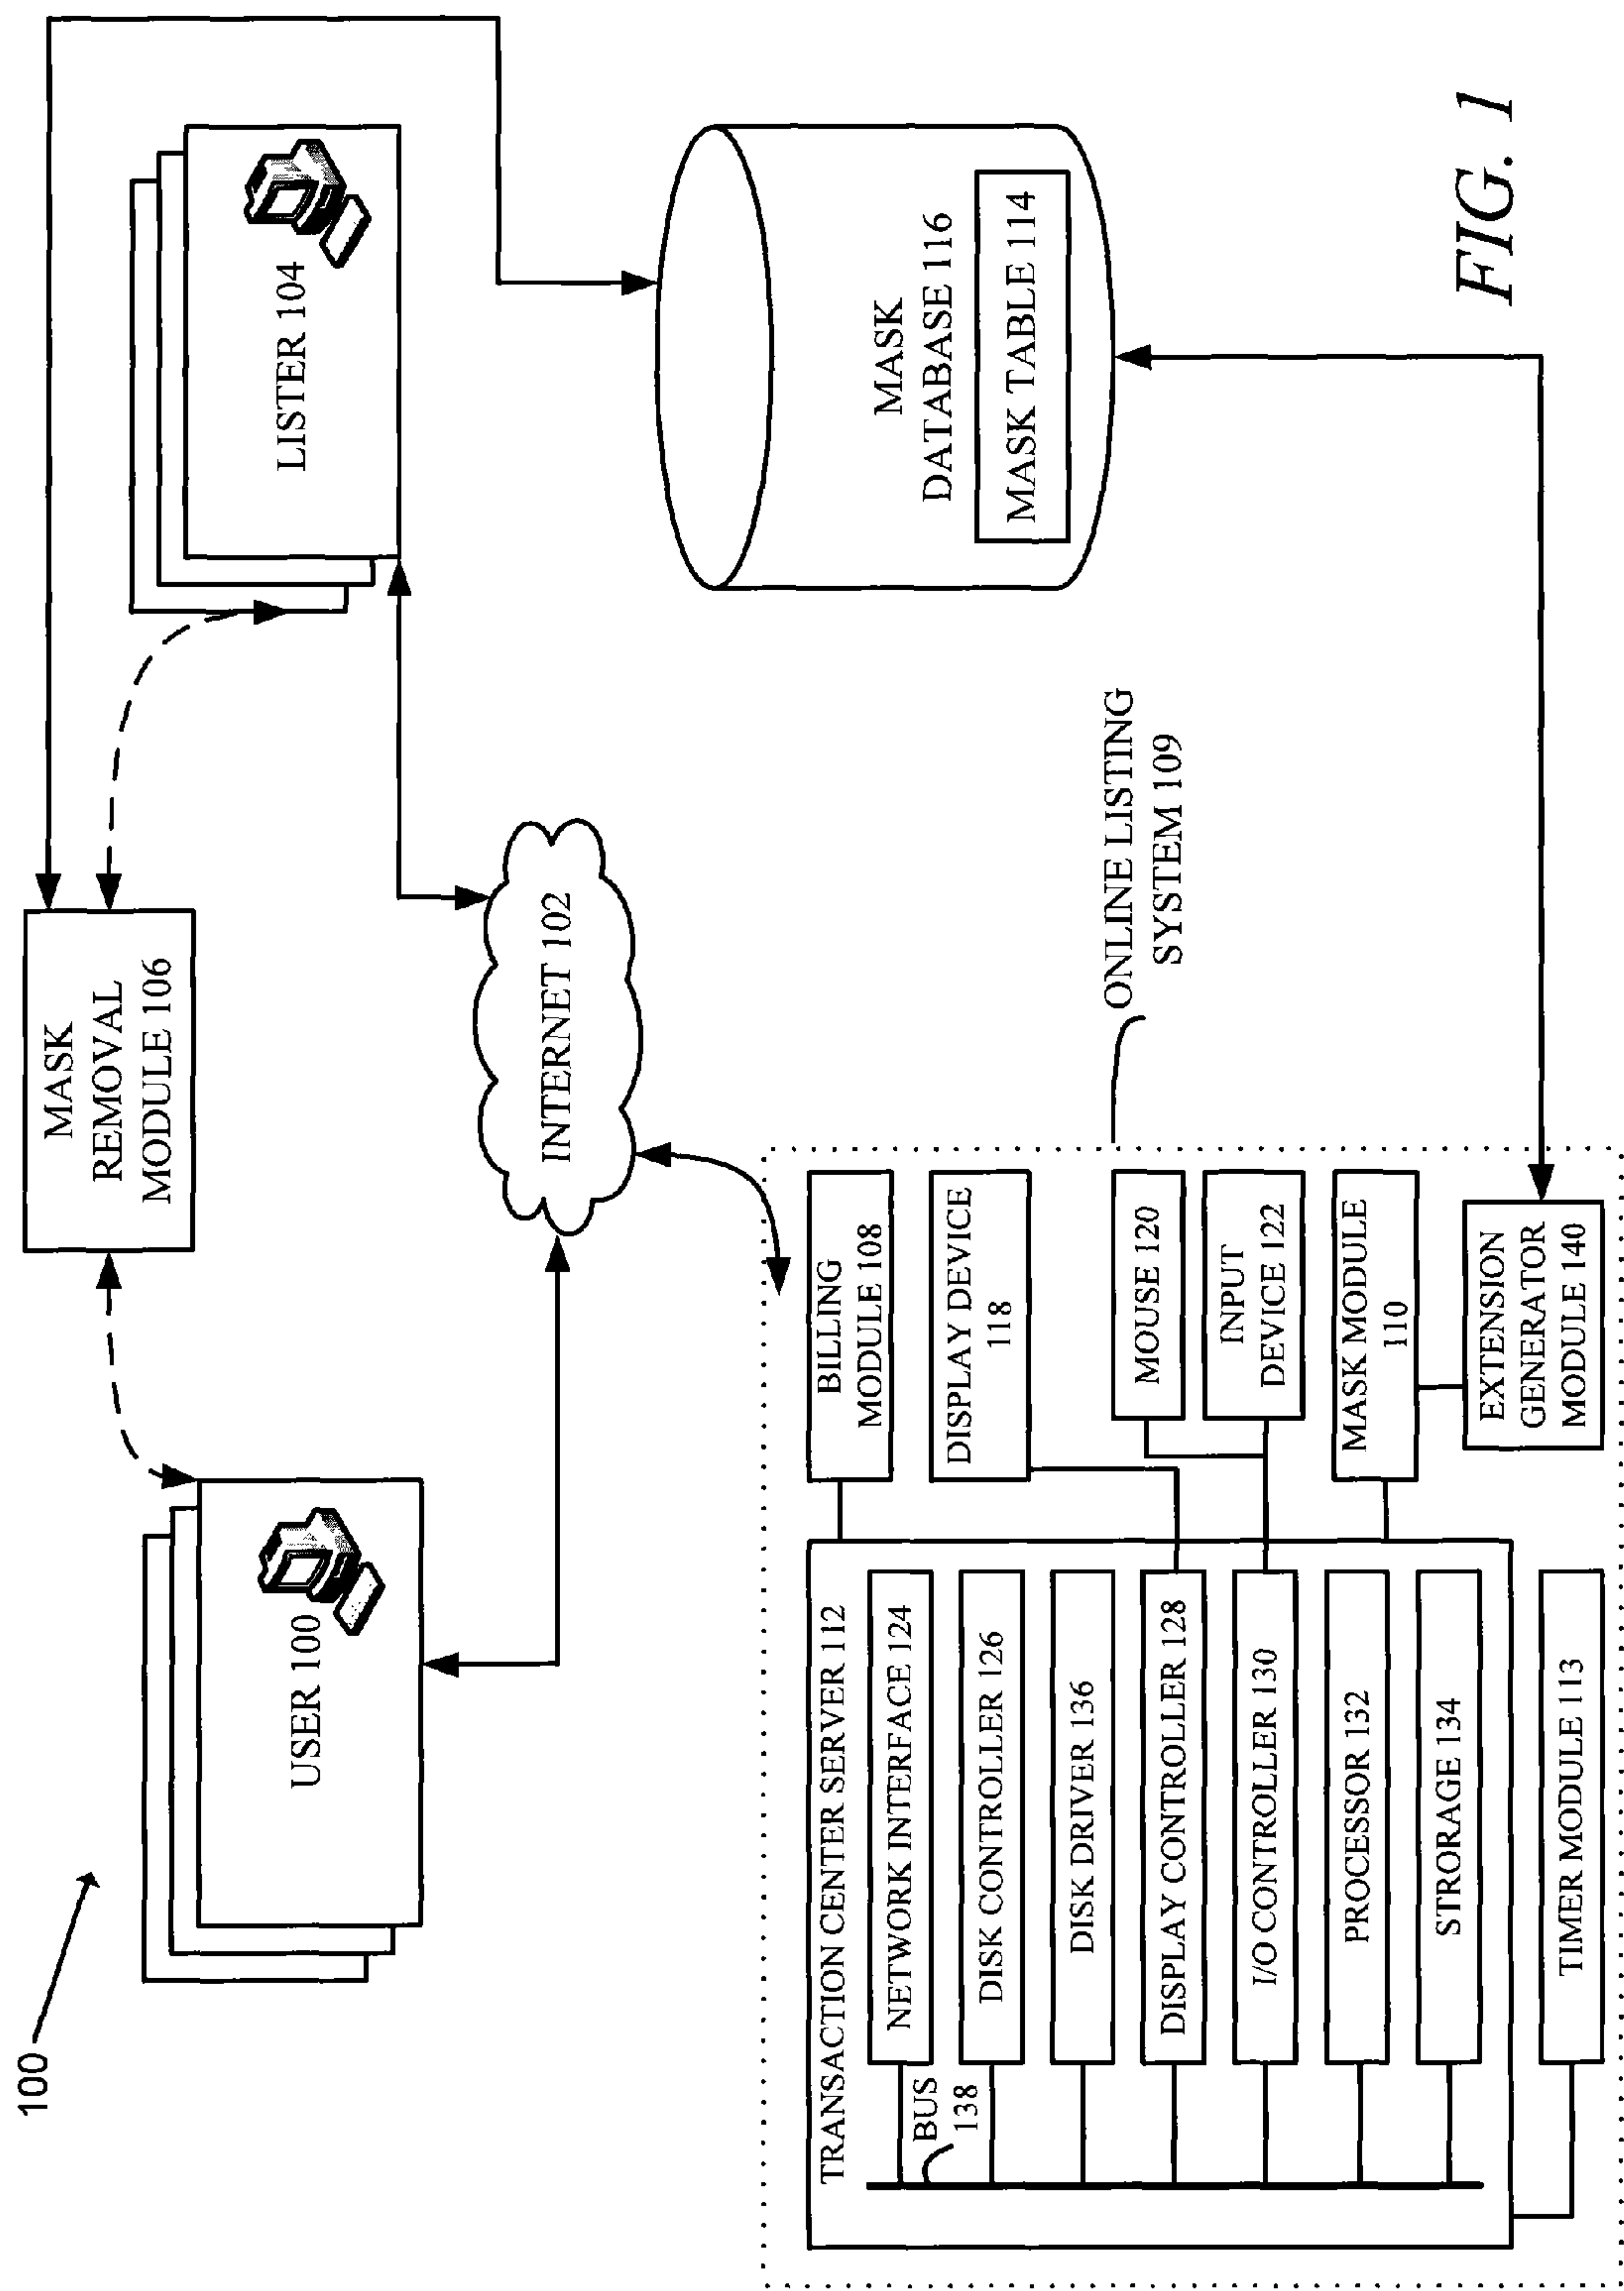 100
USER 100
MASK
REMOVAL
MODULE 106
LISTER 104
INTERNET 102
MASK
DATABASE 116
MASK TABLE 114
ONLINE LISTING
SYSTEM 109
TRANSACTION CENTER SERVER 112
NETWORK INTERFACE 124
BUS
138
DISK CONTROLLER 126
DISK DRIVER 136
DISPLAY CONTROLLER 128
I/O CONTROLLER 130
PROCESSOR 132
STRORAGE 134
TIMER MODULE 113
BILLING
MODULE 108
DISPLAY DEVICE
118
MOUSE 120
INPUT
DEVICE 122
MASK MODULE
110
EXTENSION
GENERATOR
MODULE 140
FIG. 1